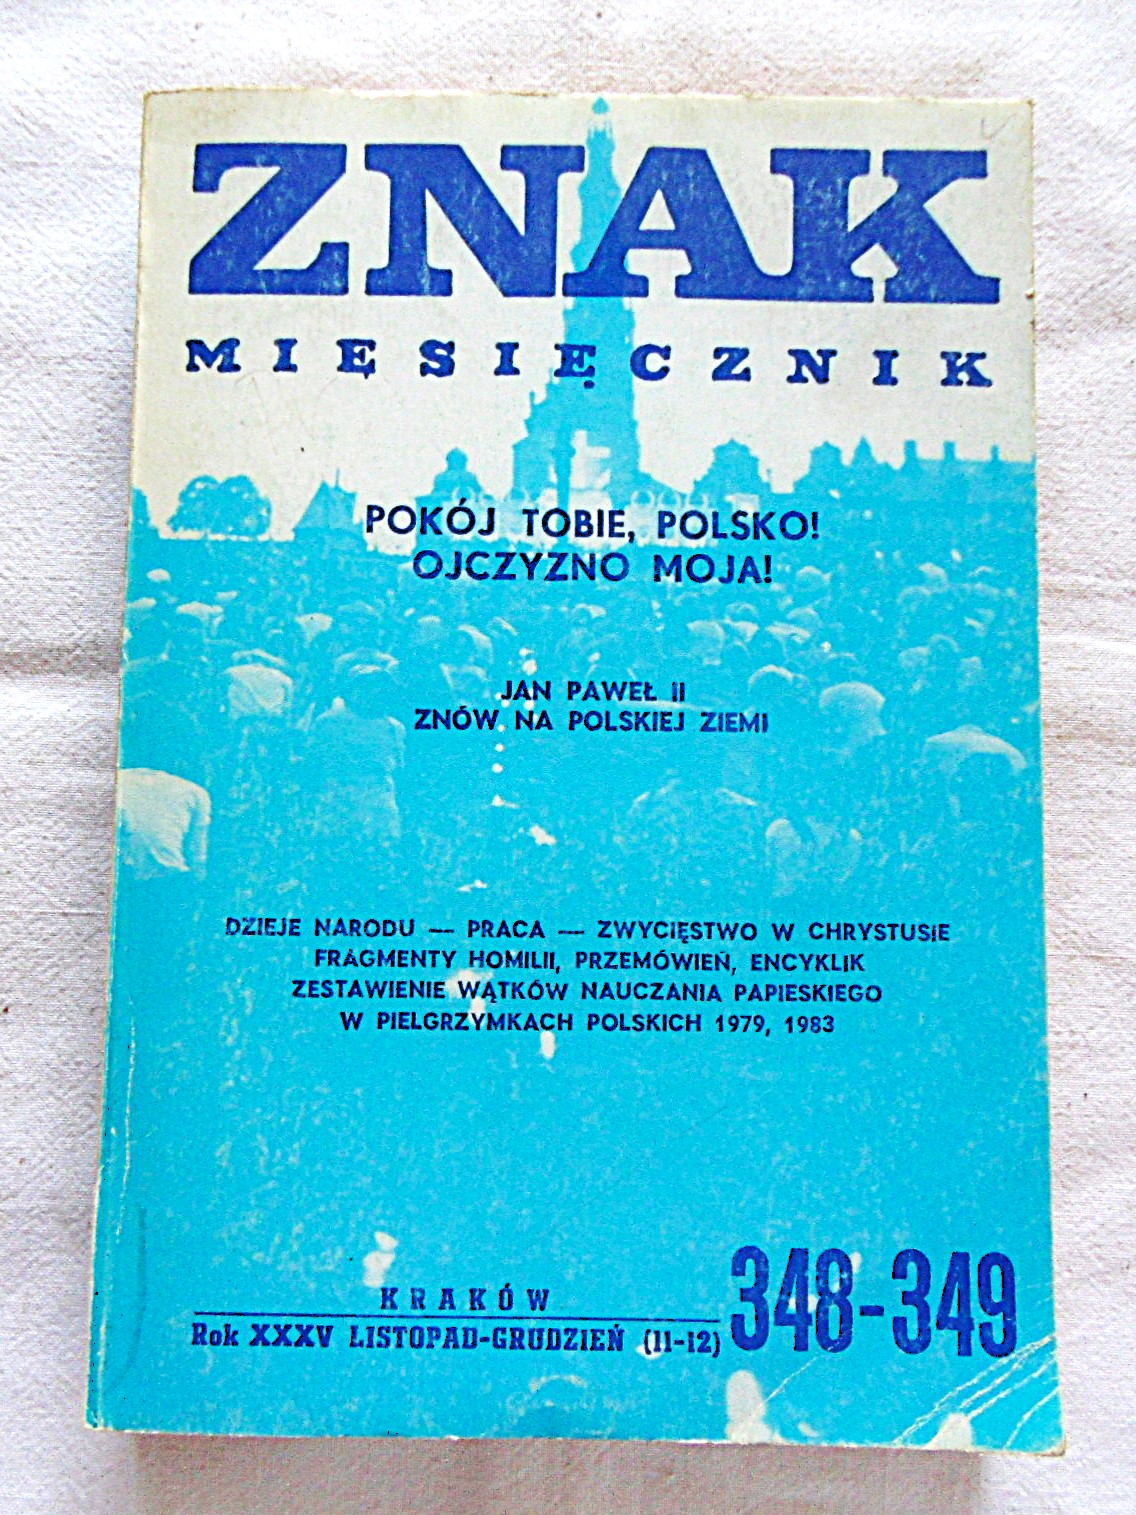 ZNAK
MIESIĘCZNIK
POKÓJ TOBIE, POLSKO!
OJCZYZNO MOJA!
JAN PAWEŁ II
ZNÓW NA POLSKIEJ ZIEMI
DZIEJE NARODU — PRACA — ZWYCIĘSTWO W CHRYSTUSIE
FRAGMENTY HOMILII, PRZEMÓWIEŃ, ENCYKLIK
ZESTAWIENIE WĄTKÓW NAUCZANIA PAPIESKIEGO
W PIELGRZYMKACH POLSKICH 1979, 1983
KRAKÓW
Rok XXXV LISTOPAD-GRUDZIEŃ (11-12)
348-349